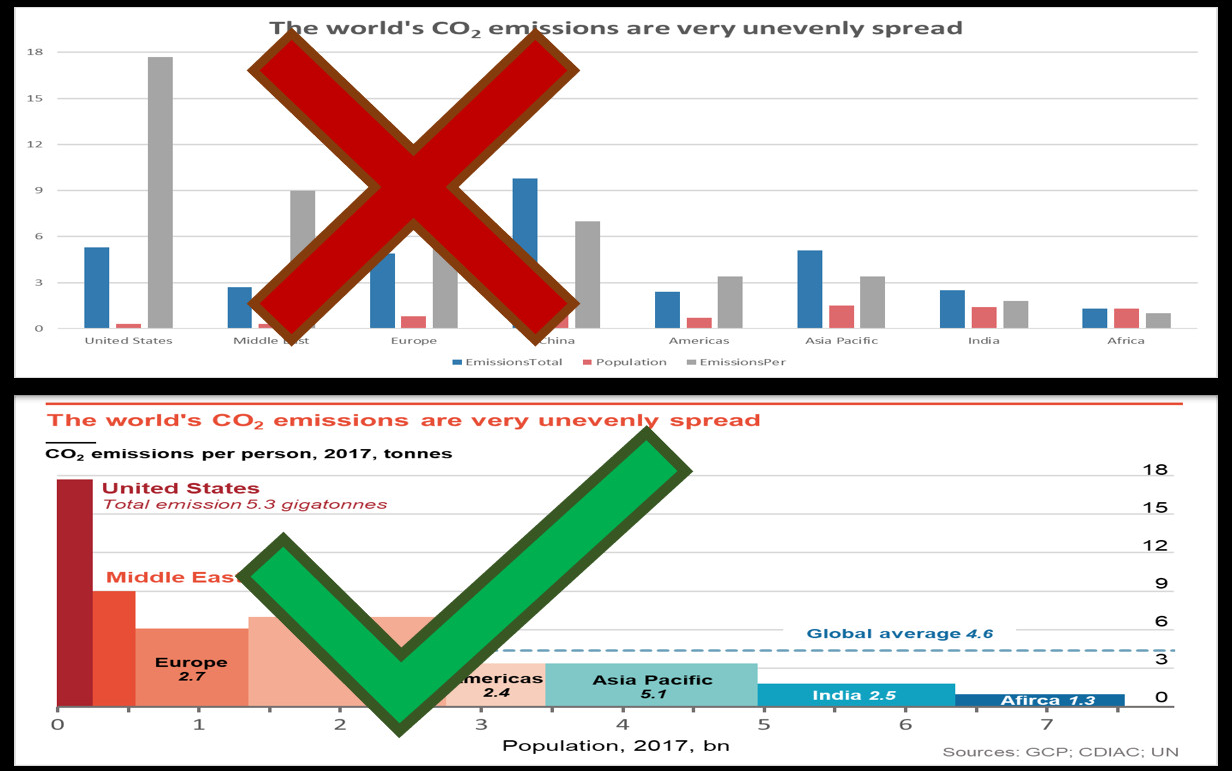 The world's CO₂ emissions are very unevenly spread
18
15
12
9
6
3
0
United States Middle East Europe China Americas Asia Pacific India Africa
EmissionsTotal Population EmissionsPer
The world's CO₂ emissions are very unevenly spread
CO₂ emissions per person, 2017, tonnes
18
United States
Total emission 5.3 gigatonnes
15
12
Middle East
9
6
Global average 4.6
3
Europe
2.7
mericas
2.4
Asia Pacific
5.1
India 2.5
Afirca 1.3
0
0 1 2 3 4 5 6 7
Population, 2017, bn
Sources: GCP; CDIAC; UN